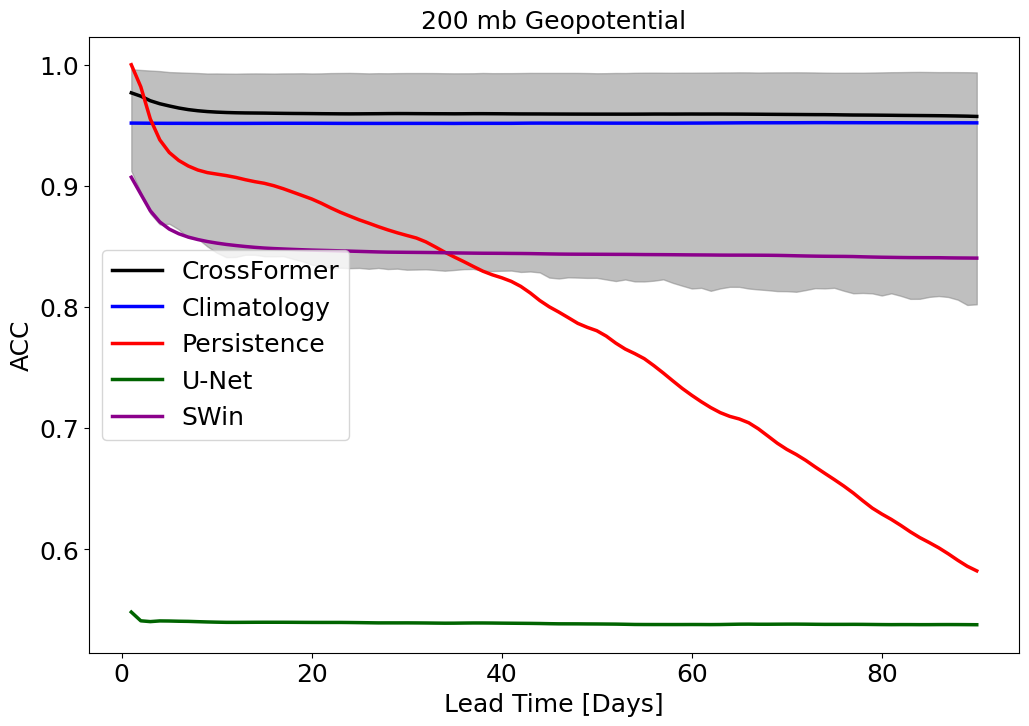 200 mb Geopotential
1.0
0.9
0.8
0.7
0.6
ACC
CrossFormer
Climatology
Persistence
U-Net
SWin
0 20 40 60 80
Lead Time [Days]